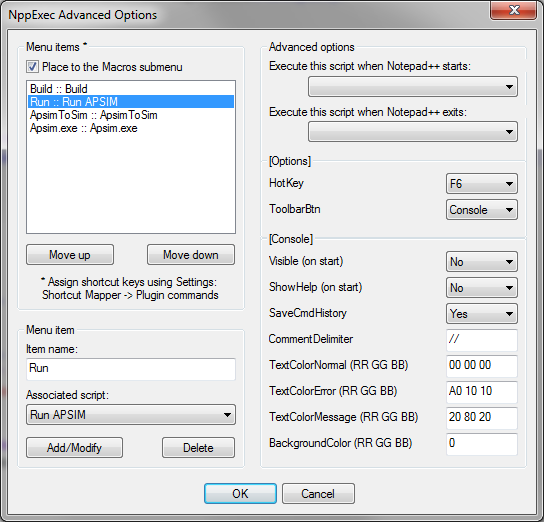 NppExec Advanced Options
Menu items *
Place to the Macros submenu
Build :: Build
Run :: Run APSIM
ApsimToSim :: ApsimToSim
Apsim.exe :: Apsim.exe
Move up
Move down
* Assign shortcut keys using Settings:
Shortcut Mapper -> Plugin commands
Menu item
Item name:
Run
Associated script:
Run APSIM
Add/Modify
Delete
Advanced options
Execute this script when Notepad++ starts:
Execute this script when Notepad++ exits:
[Options]
HotKey
F6
ToolbarBtn
Console
[Console]
Visible (on start)
No
ShowHelp (on start)
No
SaveCmdHistory
Yes
CommentDelimiter
//
TextColorNormal (RR GG BB)
00 00 00
TextColorError (RR GG BB)
A0 10 10
TextColorMessage (RR GG BB)
20 80 20
BackgroundColor (RR GG BB)
0
OK
Cancel